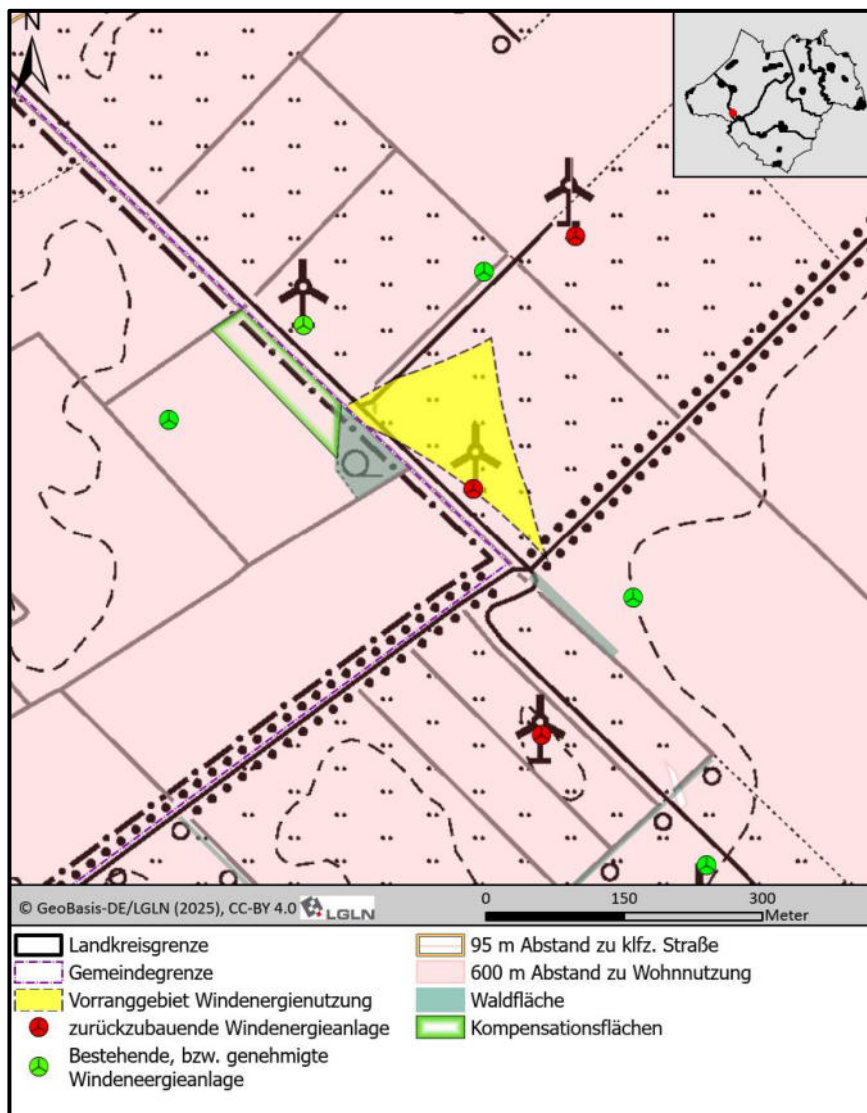 N
© GeoBasis-DE/LGLN (2025), CC-BY 4.0 LGLN
0 150 300
Meter
Landkreisgrenze
Gemeindegrenze
Vorranggebiet Windenergienutzung
zurückzubauende Windenergieanlage
Bestehende, bzw. genehmigte
Windeneergieanlage
95 m Abstand zu klfz. Straße
600 m Abstand zu Wohnnutzung
Waldfläche
Kompensationsflächen